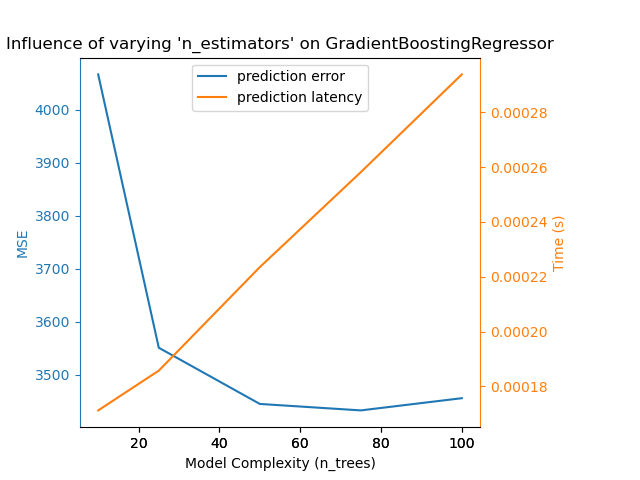 Influence of varying 'n_estimators' on GradientBoostingRegressor
prediction error
prediction latency
4000
3900
3800
3700
3600
3500
MSE
0.00028
0.00026
0.00024
0.00022
0.00020
0.00018
Time (s)
20 40 60 80 100
Model Complexity (n_trees)